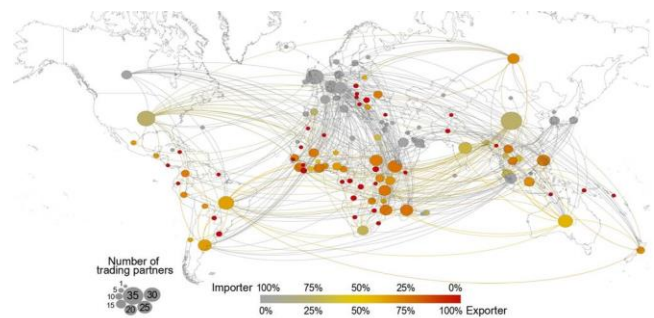 Number of
trading partners
1
5
10
15
35
30
20
25
Importer 100% 75% 50% 25% 0%
0% 25% 50% 75% 100% Exporter